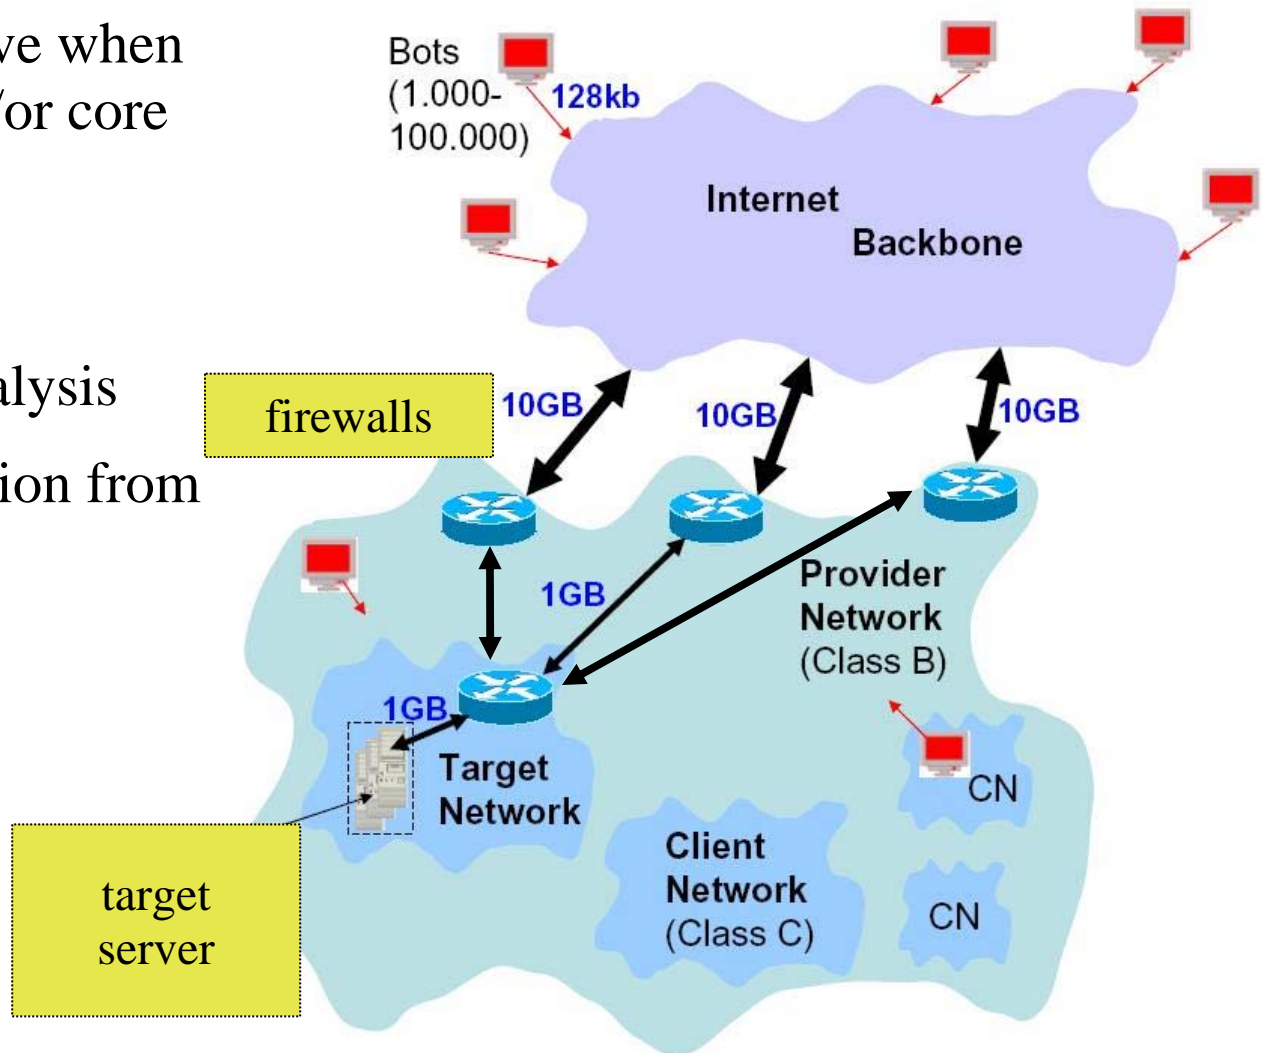 ve when
/or core
alysis
ion from
Bots
(1.000-
100.000)
128kb
Internet
Backbone
firewalls
10GB
10GB
10GB
1GB
Provider
Network
(Class B)
1GB
Target
Network
target
server
Client
Network
(Class C)
CN
CN